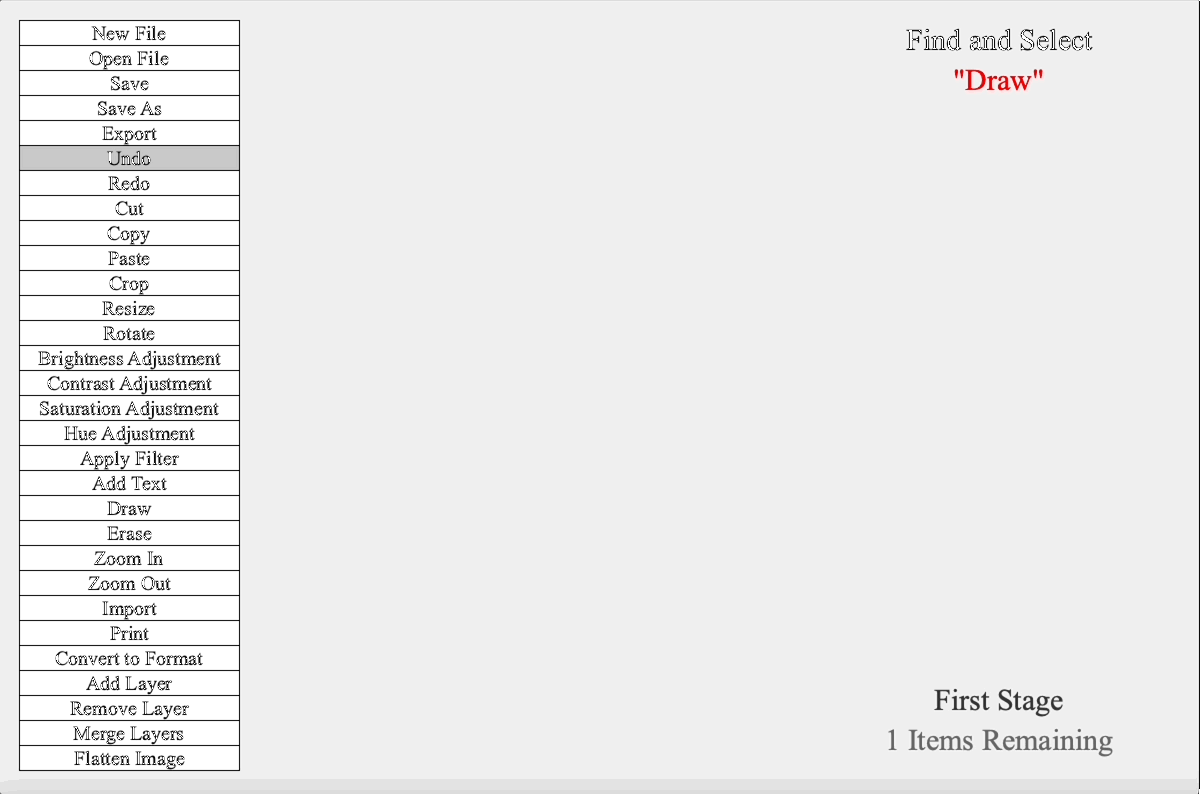 New File
Open File
Save
Save As
Export
Undo
Redo
Cut
Copy
Paste
Crop
Resize
Rotate
Brightness Adjustment
Contrast Adjustment
Saturation Adjustment
Hue Adjustment
Apply Filter
Add Text
Draw
Erase
Zoom In
Zoom Out
Import
Print
Convert to Format
Add Layer
Remove Layer
Merge Layers
Flatten Image
Find and Select
"Draw"
First Stage
1 Items Remaining